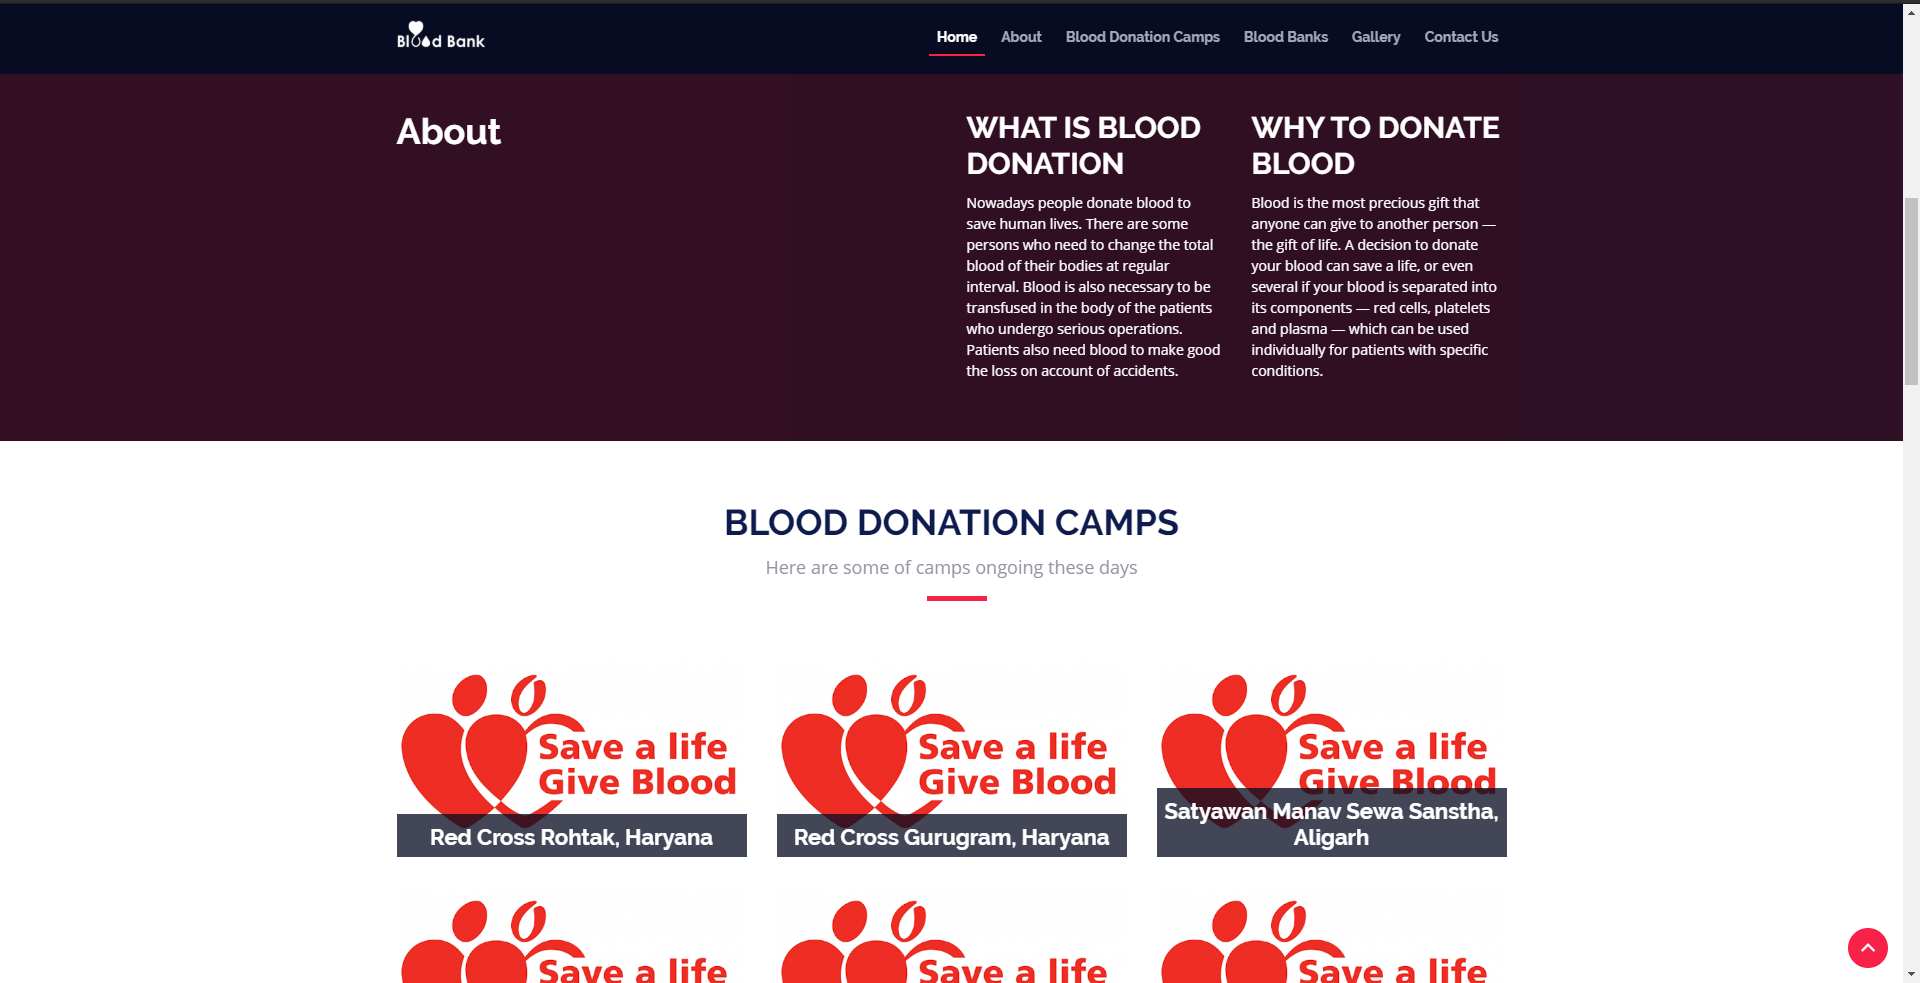 Blood Bank
Home About Blood Donation Camps Blood Banks Gallery Contact Us
About
WHAT IS BLOOD
DONATION
Nowadays people donate blood to
save human lives. There are some
persons who need to change the total
blood of their bodies at regular
interval. Blood is also necessary to be
transfused in the body of the patients
who undergo serious operations.
Patients also need blood to make good
the loss on account of accidents.
WHY TO DONATE
BLOOD
Blood is the most precious gift that
anyone can give to another person —
the gift of life. A decision to donate
your blood can save a life, or even
several if your blood is separated into
its components — red cells, platelets
and plasma — which can be used
individually for patients with specific
conditions.
BLOOD DONATION CAMPS
Here are some of camps ongoing these days
Save a life
Give Blood
Red Cross Rohtak, Haryana
Save a life
Give Blood
Red Cross Gurugram, Haryana
Save a life
Give Blood
Satyawan Manav Sewa Sanstha,
Aligarh
Save a life
Save a life
Save a life